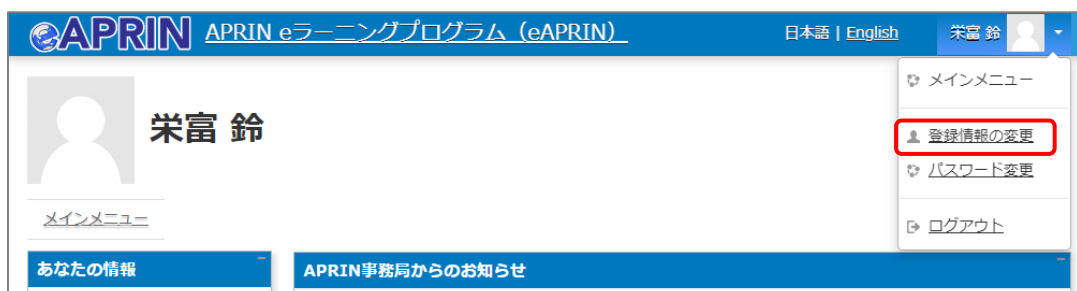 eAPRIN APRIN eラーニングプログラム（eAPRIN） 日本語 | English 栄富 鈴
メインメニュー
栄富 鈴
登録情報の変更
パスワード変更
メインメニュー
ログアウト
あなたの情報 APRIN事務局からのお知らせ